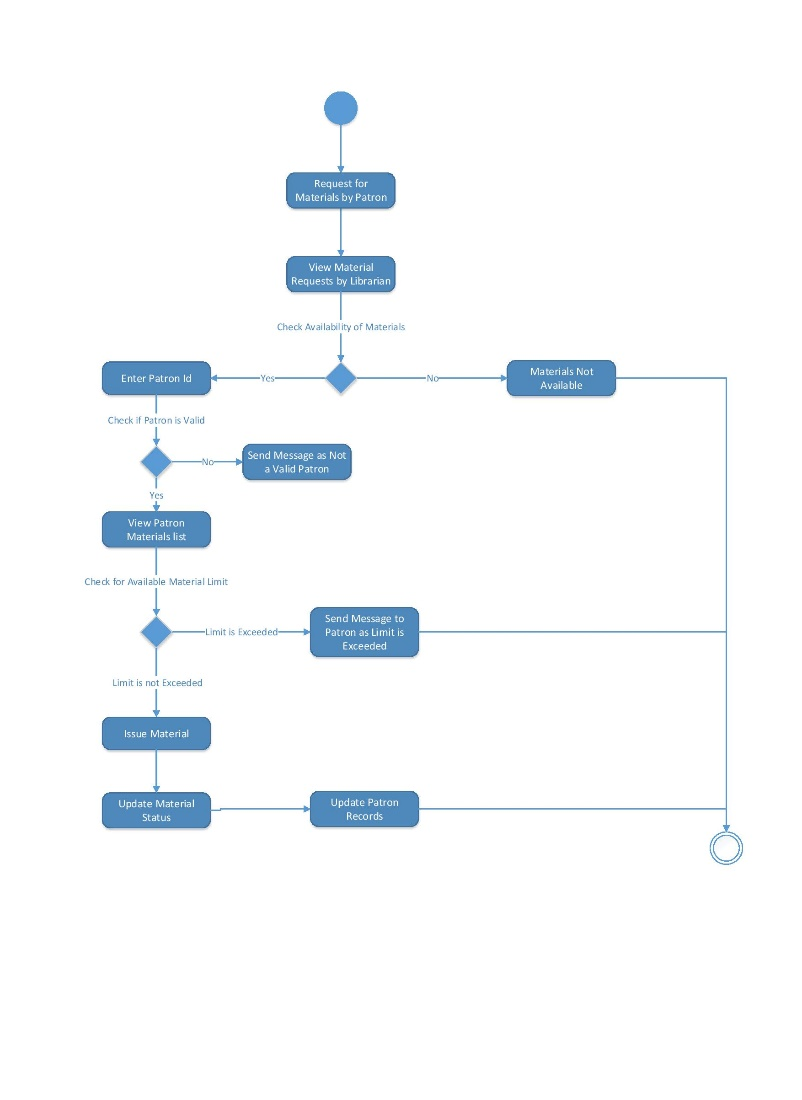 Request for
Materials by Patron
View Material
Requests by Librarian
Check Availability of Materials
Enter Patron Id
Yes
No
Materials Not
Available
Check if Patron is Valid
No
Send Message as Not
a Valid Patron
Yes
View Patron
Materials list
Check for Available Material Limit
Limit is Exceeded
Send Message to
Patron as Limit is
Exceeded
Limit is not Exceeded
Issue Material
Update Material
Status
Update Patron
Records